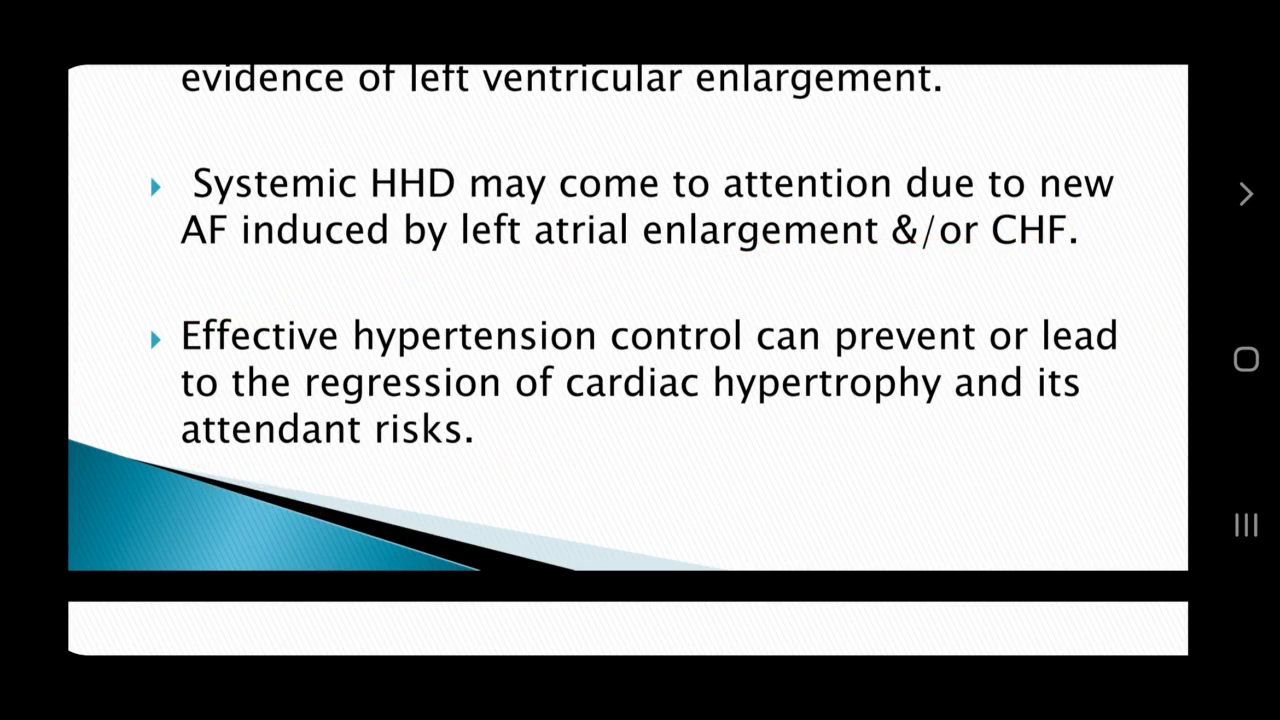 evidence of left ventricular enlargement.
Systemic HHD may come to attention due to new
AF induced by left atrial enlargement &/or CHF.
Effective hypertension control can prevent or lead
to the regression of cardiac hypertrophy and its
attendant risks.